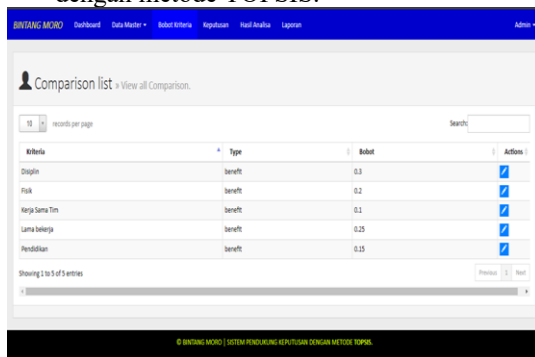 dengan metode TOPSIS.
BINTANG MORO Dashboard Data Master Bobot Kriteria Keputusan Hasil Analisa Laporan Admin
Comparison list » View all Comparison.
10 records per page Search:
Kriteria Type Bobot Actions
Disiplin benefit 0.3
Fisik benefit 0.2
Kerja Sama Tim benefit 0.1
Lama bekerja benefit 0.25
Pendidikan benefit 0.15
Showing 1 to 5 of 5 entries Previous 1 Next
© BINTANG MORO | SISTEM PENDUKUNG KEPUTUSAN DENGAN METODE TOPSIS.